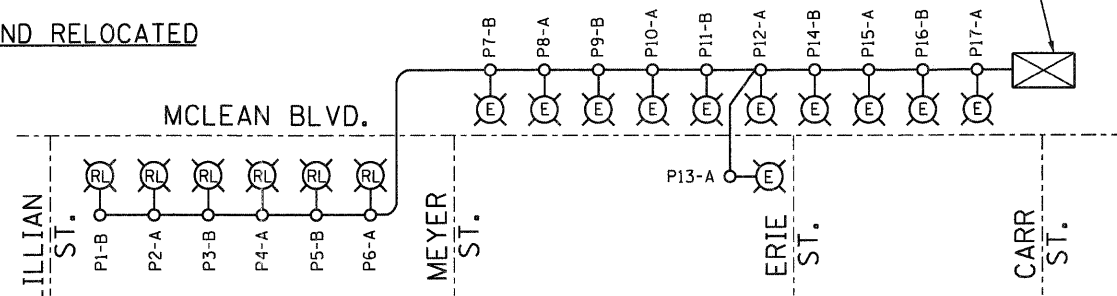 ND RELOCATED
P7-B
P8-A
P9-B
P10-A
P11-B
P12-A
P14-B
P15-A
P16-B
P17-A
E E E E E E E E E E
MCLEAN BLVD.
RL RL RL RL RL RL
P13-A E
P1-B
P2-A
P3-B
P4-A
P5-B
P6-A
ILLIAN
ST.
MEYER
ST.
ERIE
ST.
CARR
ST.